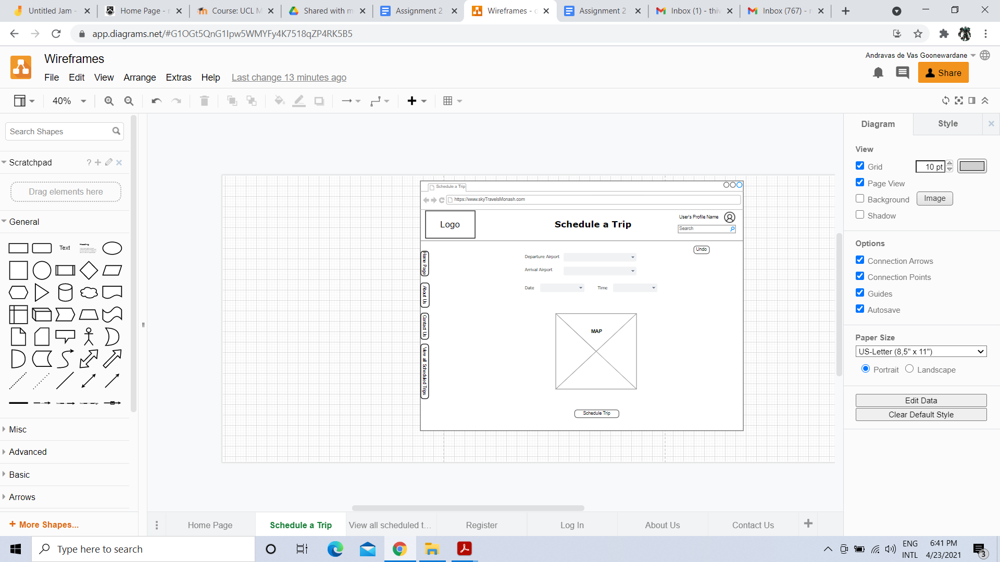 Untitled Jam -
Home Page - r
Course: UCL M
Shared with m
Assignment 2 -
Wireframes - d
Assignment 2
Inbox (1) - thiv
Inbox (767) - r
app.diagrams.net/#G1OGt5QnG1Ipw5WMYFy4K7518qZP4RK5B5
Wireframes
Andravas de Vas Goonewardane
File Edit View Arrange Extras Help Last change 13 minutes ago
Share
40%
Search Shapes
Scratchpad
?
Drag elements here
General
Text
Heading
Misc
Advanced
Basic
Arrows
+ More Shapes...
Schedule a Trip
https://www.skyTravelsMonash.com
Logo
Schedule a Trip
User's Profile Name
Search
Undo
Home Page
About Us
Contact Us
View all Scheduled Trips
Departure Airport
Arrival Airport
Date
Time
MAP
Schedule Trip
Diagram
Style
View
Grid
10 pt
Page View
Background
Image
Shadow
Options
Connection Arrows
Connection Points
Guides
Autosave
Paper Size
US-Letter (8,5" x 11")
Portrait
Landscape
Edit Data
Clear Default Style
Home Page
Schedule a Trip
View all scheduled t...
Register
Log In
About Us
Contact Us
Type here to search
ENG
INTL
6:41 PM
4/23/2021
3